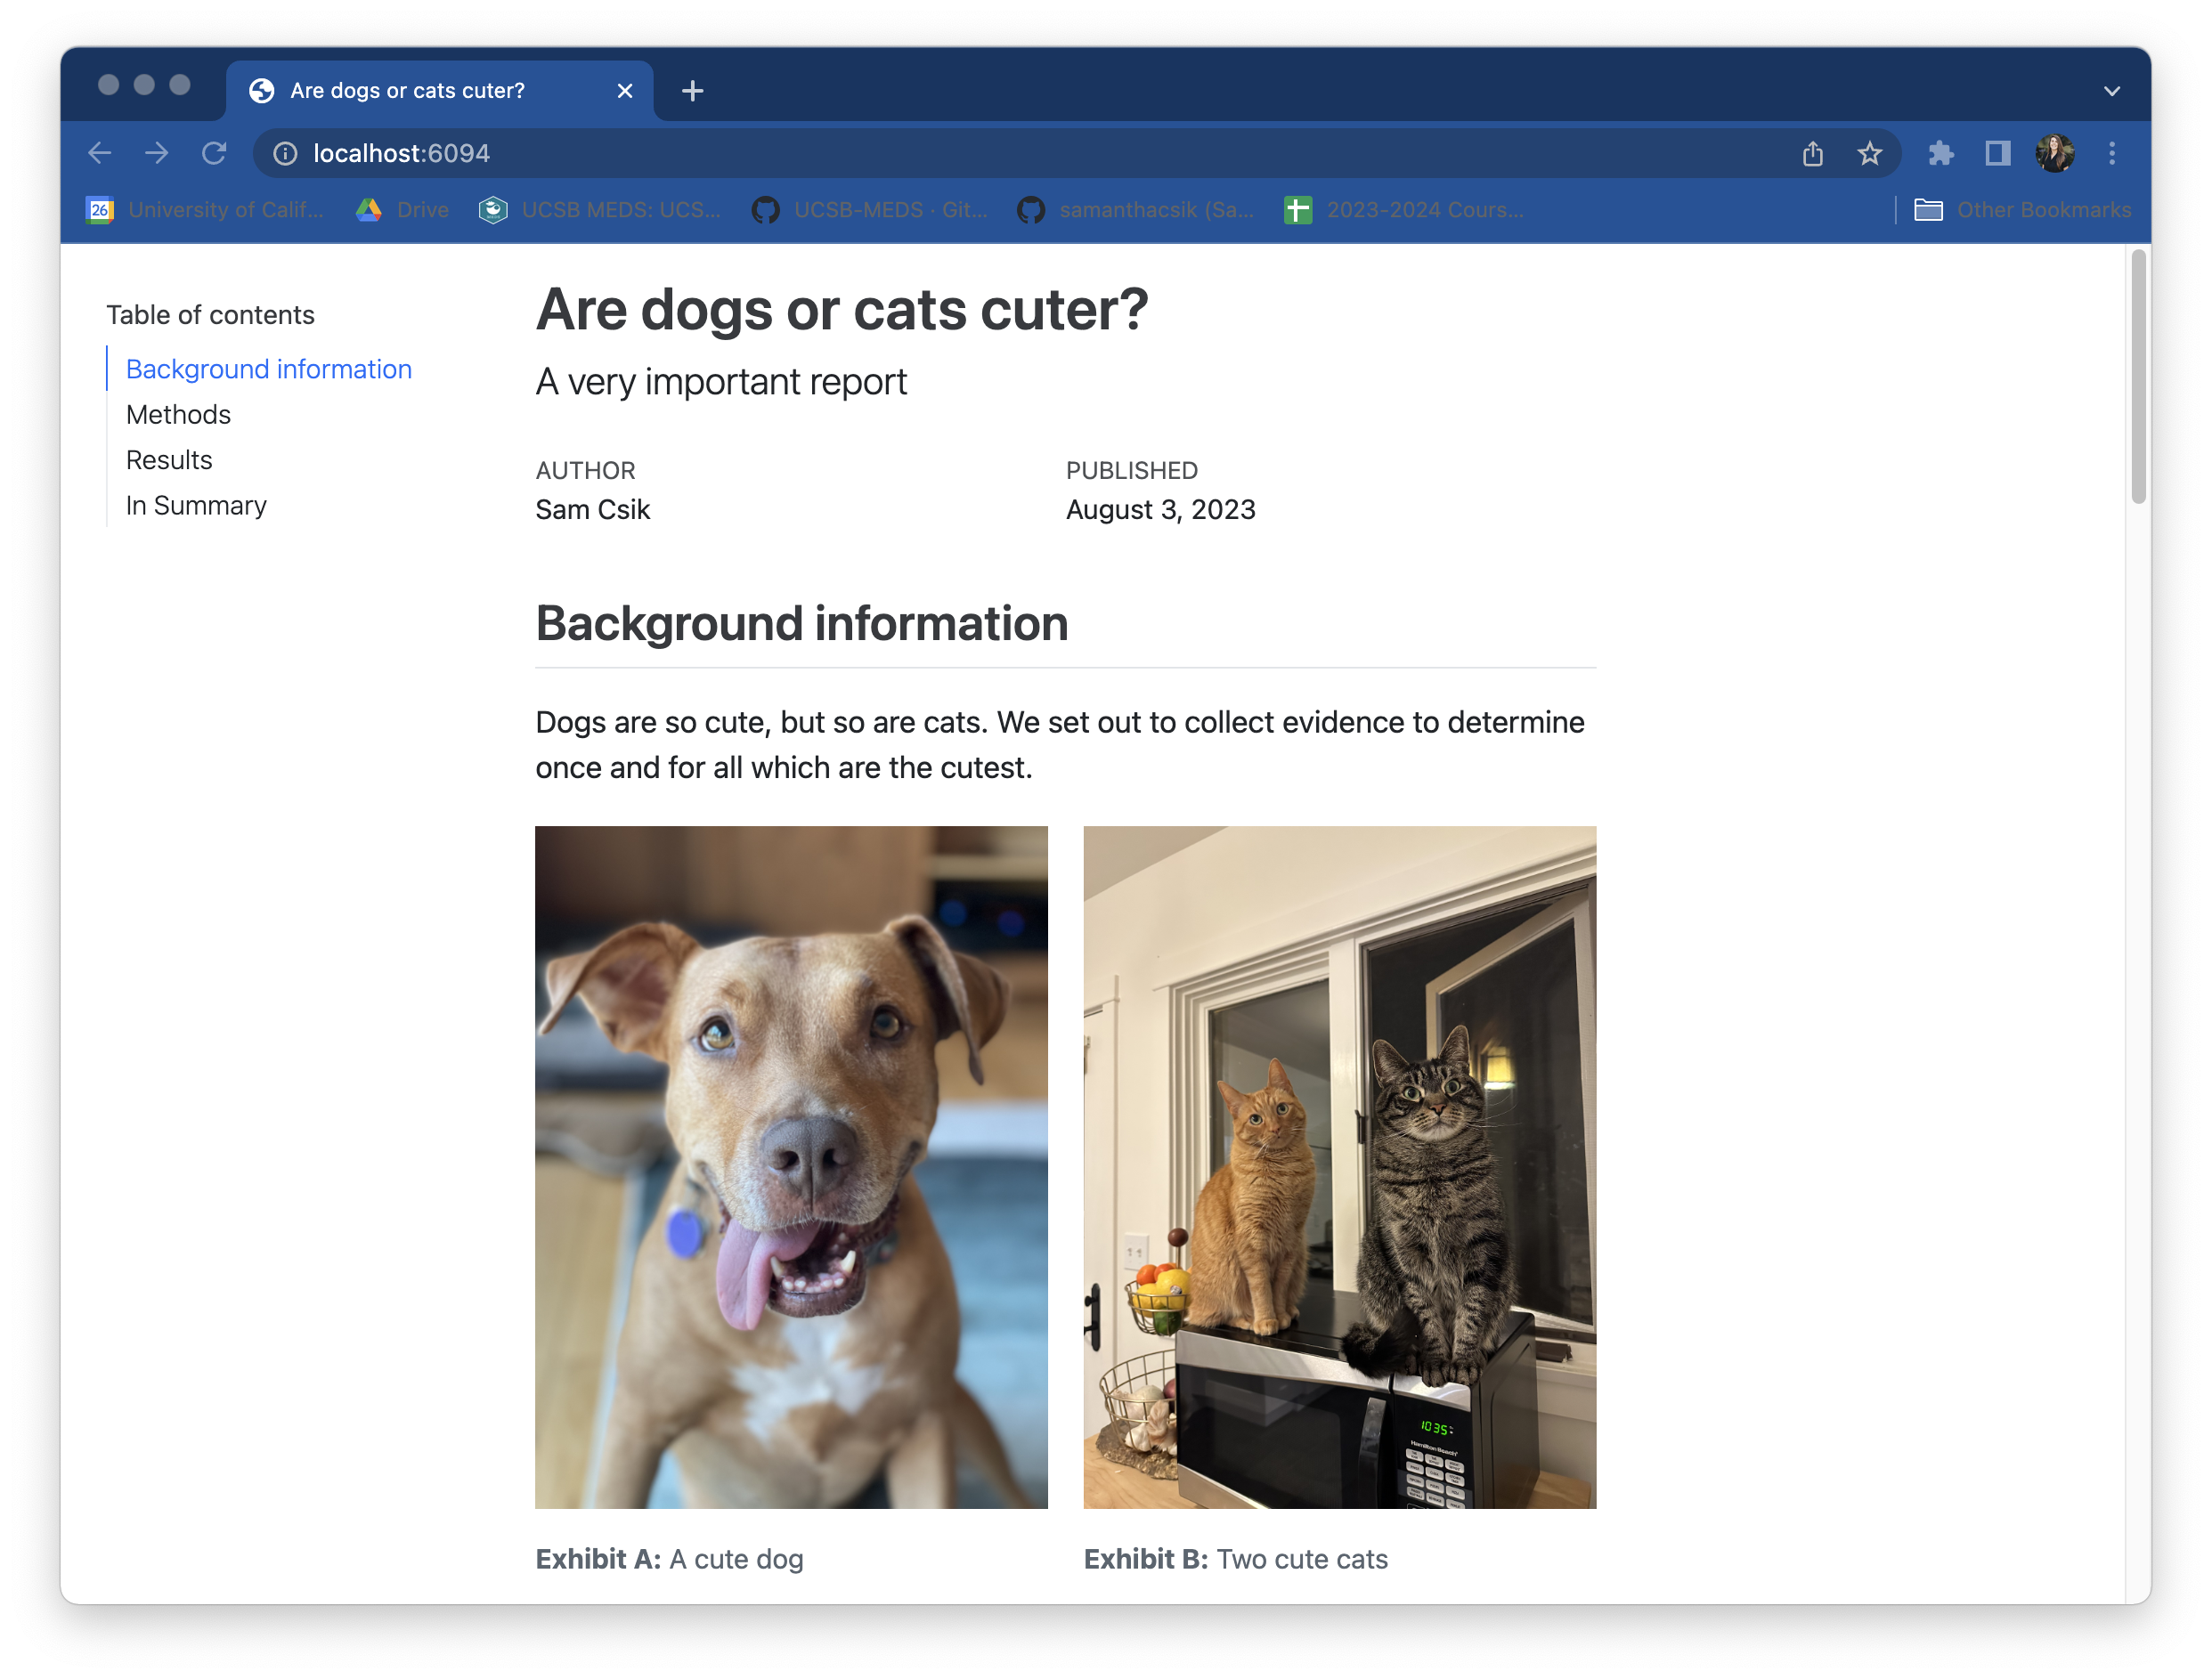 Are dogs or cats cuter?
localhost:6094
26 University of Calif... Drive UCSB MEDS: UCS... UCSB-MEDS · Git... samanthacsik (Sa... 2023-2024 Cours... Other Bookmarks
Table of contents
Background information
Methods
Results
In Summary
Are dogs or cats cuter?
A very important report
AUTHOR
Sam Csik
PUBLISHED
August 3, 2023
Background information
Dogs are so cute, but so are cats. We set out to collect evidence to determine
once and for all which are the cutest.
10:35
Hamilton Beach
Exhibit A: A cute dog
Exhibit B: Two cute cats